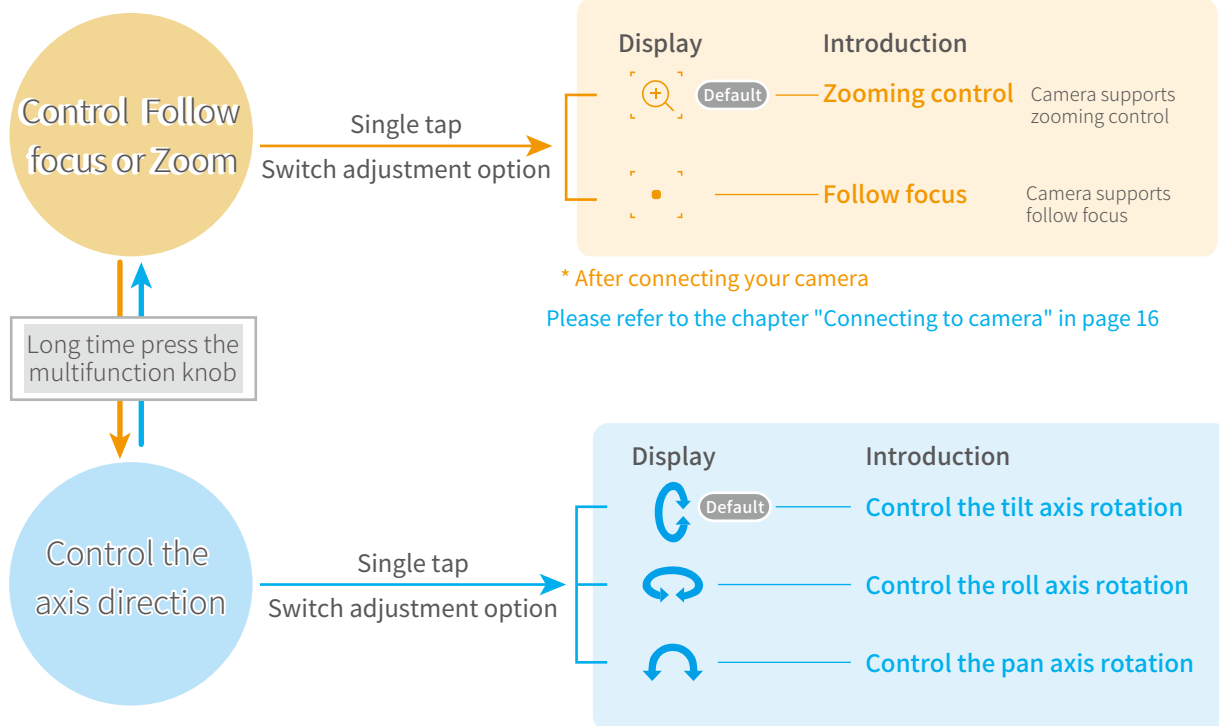 Control Follow
focus or Zoom
Single tap
Switch adjustment option
Display Introduction
Default Zooming control Camera supports
zooming control
Follow focus Camera supports
follow focus
* After connecting your camera
Please refer to the chapter "Connecting to camera" in page 16
Long time press the
multifunction knob
Control the
axis direction
Single tap
Switch adjustment option
Display Introduction
Default Control the tilt axis rotation
Control the roll axis rotation
Control the pan axis rotation